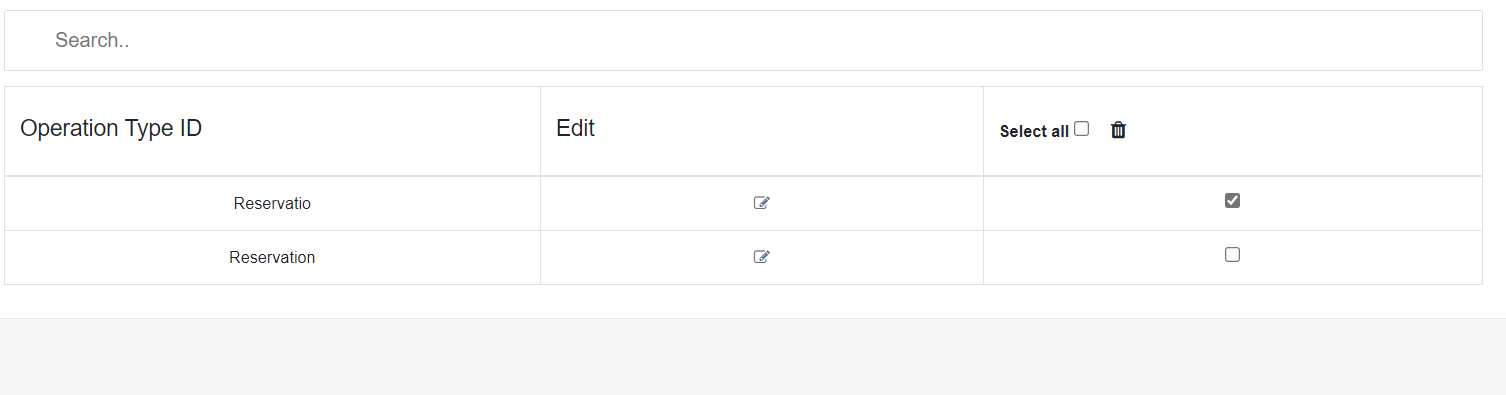 Search..
Operation Type ID Edit Select all
Reservatio
Reservation